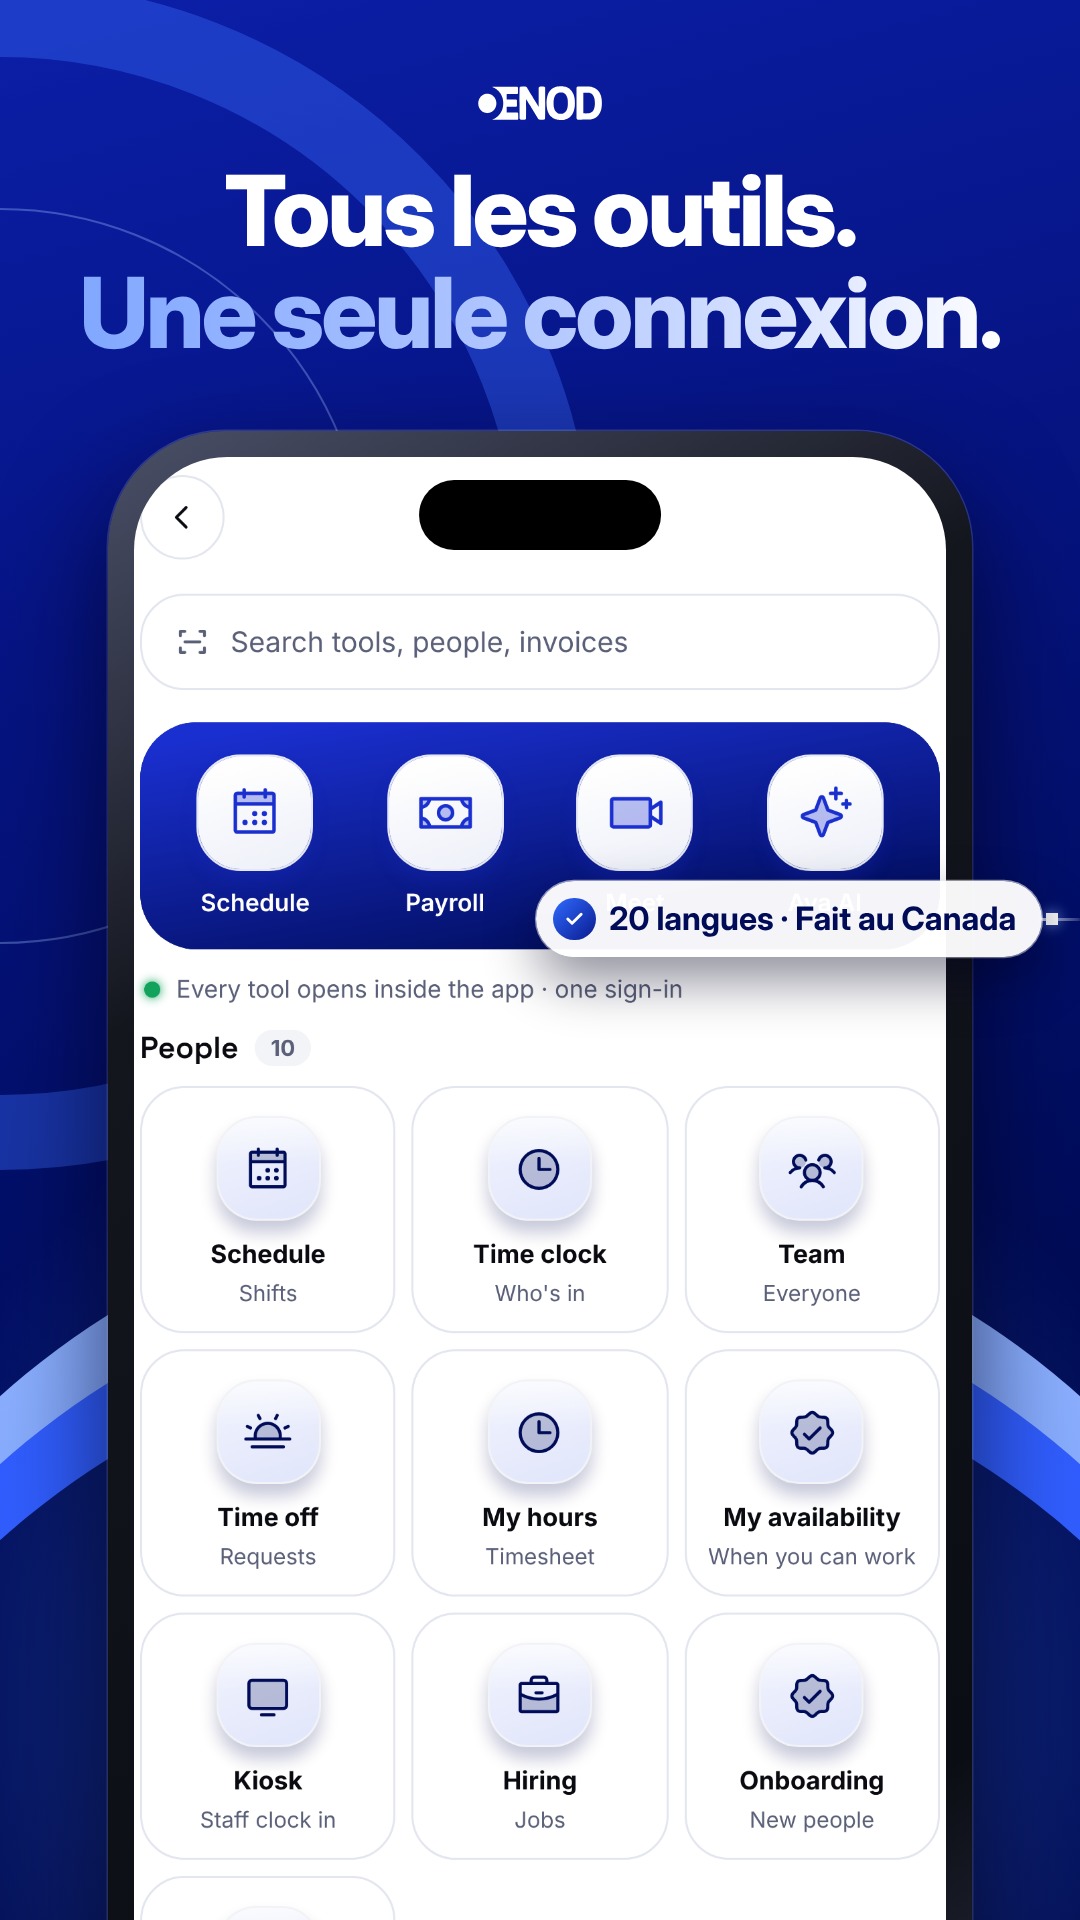 ENOD
Tous les outils.
Une seule connexion.
Search tools, people, invoices
Schedule
Payroll
Meet
Ava AI
20 langues · Fait au Canada
Every tool opens inside the app · one sign-in
People 10
Schedule
Shifts
Time clock
Who's in
Team
Everyone
Time off
Requests
My hours
Timesheet
My availability
When you can work
Kiosk
Staff clock in
Hiring
Jobs
Onboarding
New people